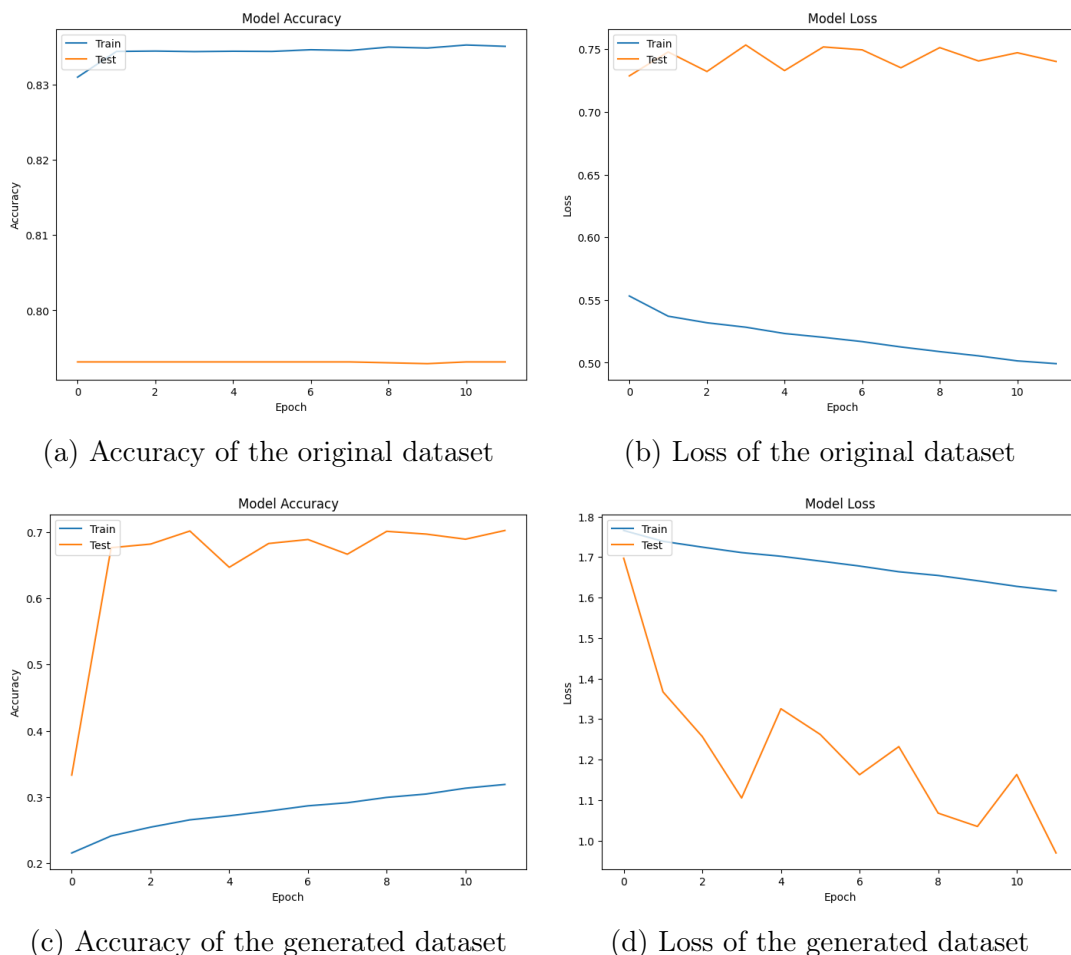 Model Accuracy
Train
Test
0.83
0.82
0.81
0.80
Accuracy
0 2 4 6 8 10
Epoch
(a) Accuracy of the original dataset
Model Loss
Train
Test
0.75
0.70
0.65
0.60
0.55
0.50
Loss
0 2 4 6 8 10
Epoch
(b) Loss of the original dataset
Model Accuracy
Train
Test
0.7
0.6
0.5
0.4
0.3
0.2
Accuracy
0 2 4 6 8 10
Epoch
(c) Accuracy of the generated dataset
Model Loss
Train
Test
1.8
1.7
1.6
1.5
1.4
1.3
1.2
1.1
1.0
Loss
0 2 4 6 8 10
Epoch
(d) Loss of the generated dataset